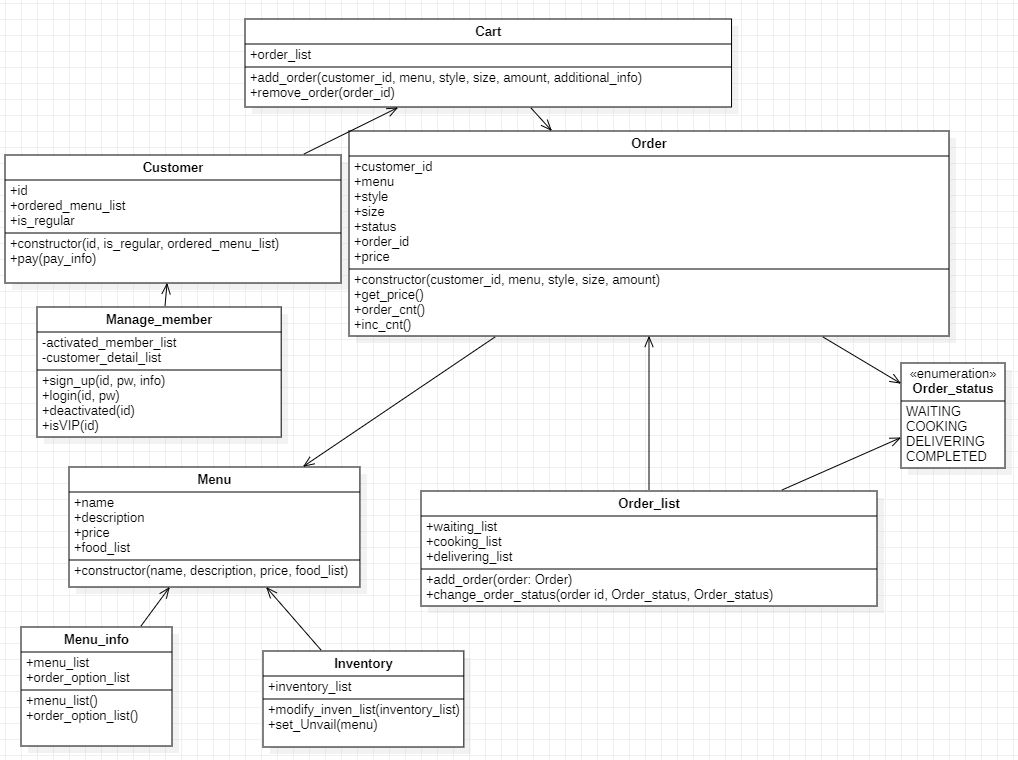 Cart
+order_list
+add_order(customer_id, menu, style, size, amount, additional_info)
+remove_order(order_id)
Order
+customer_id
+menu
+style
+size
+status
+order_id
+price
+constructor(customer_id, menu, style, size, amount)
+get_price()
+order_cnt()
+inc_cnt()
Customer
+id
+ordered_menu_list
+is_regular
+constructor(id, is_regular, ordered_menu_list)
+pay(pay_info)
Manage_member
-activated_member_list
-customer_detail_list
+sign_up(id, pw, info)
+login(id, pw)
+deactivated(id)
+isVIP(id)
«enumeration»
Order_status
WAITING
COOKING
DELIVERING
COMPLETED
Menu
+name
+description
+price
+food_list
+constructor(name, description, price, food_list)
Order_list
+waiting_list
+cooking_list
+delivering_list
+add_order(order: Order)
+change_order_status(order id, Order_status, Order_status)
Menu_info
+menu_list
+order_option_list
+menu_list()
+order_option_list()
Inventory
+inventory_list
+modify_inven_list(inventory_list)
+set_Unvail(menu)